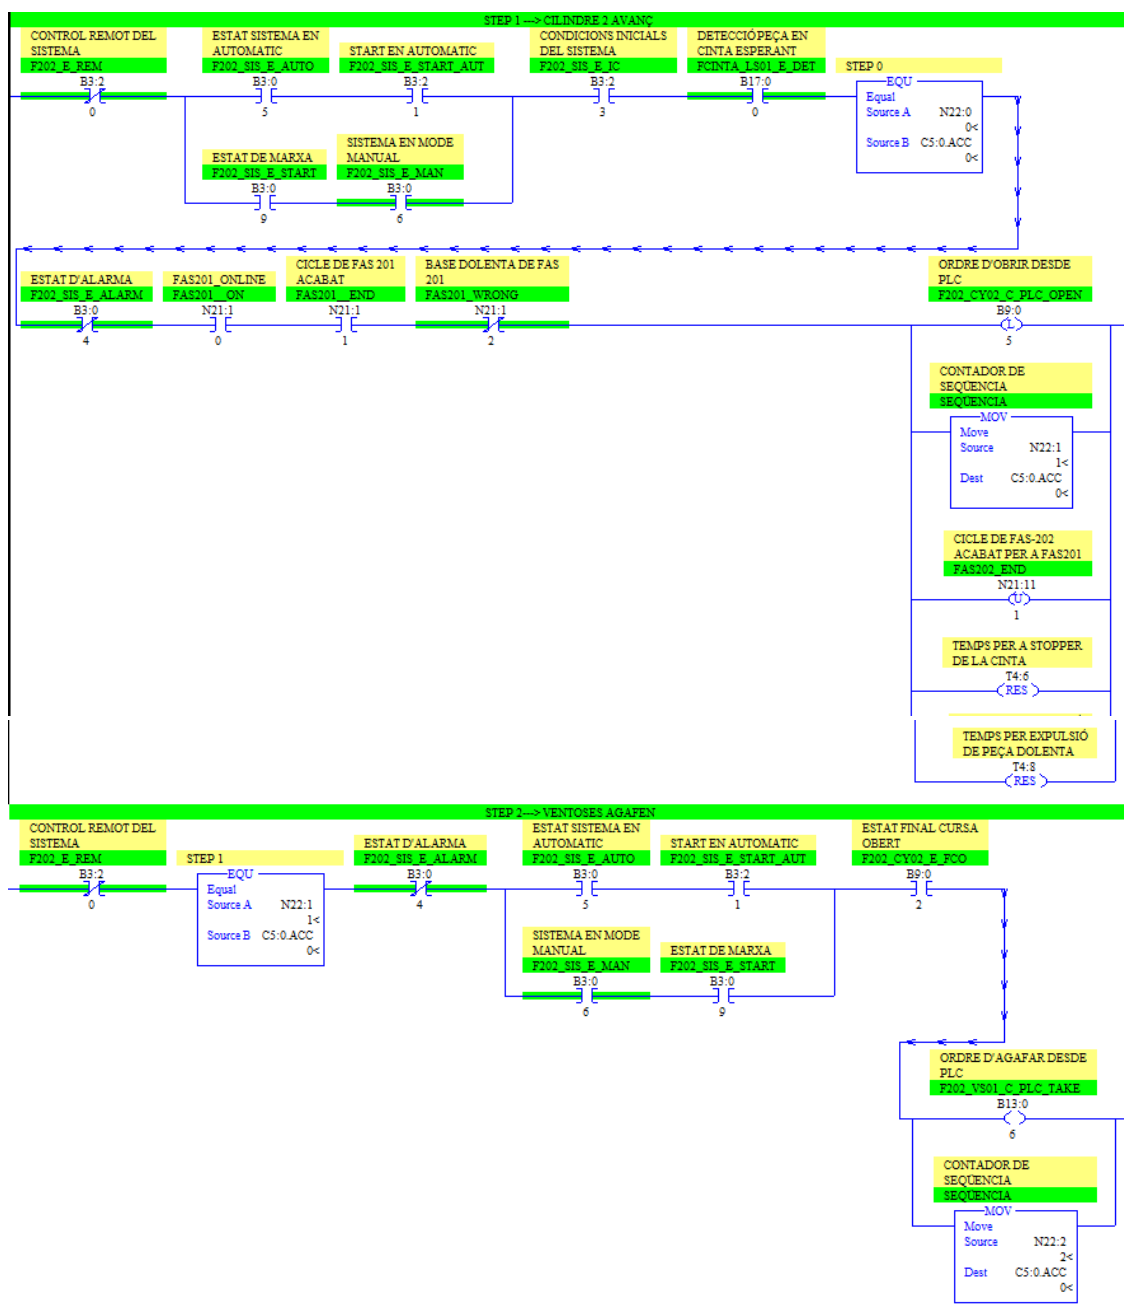 STEP 1 ---> CILINDRE 2 AVANÇ
CONTROL REMOT DEL
SISTEMA
F202_E_REM
B3:2
0
ESTAT SISTEMA EN
AUTOMATIC
F202_SIS_E_AUTO
B3:0
5
START EN AUTOMATIC
F202_SIS_E_START_AUT
B3:2
1
CONDICIONS INICIALS
DEL SISTEMA
F202_SIS_E_IC
B3:2
3
DETECCIÓ PEÇA EN
CINTA ESPERANT
FCINTA_LS01_E_DET
B17:0
0
STEP 0
EQU
Equal
Source A N22:0
0<
Source B C5:0.ACC
0<
ESTAT DE MARXA
F202_SIS_E_START
B3:0
9
SISTEMA EN MODE
MANUAL
F202_SIS_E_MAN
B3:0
6
ESTAT D'ALARMA
F202_SIS_E_ALARM
B3:0
4
FAS201_ONLINE
FAS201__ON
N21:1
0
CICLE DE FAS 201
ACABAT
FAS201__END
N21:1
1
BASE DOLENTA DE FAS
201
FAS201_WRONG
N21:1
2
ORDRE D'OBRIR DESDE
PLC
F202_CY02_C_PLC_OPEN
B9:0
L
5
CONTADOR DE
SEQÜENCIA
SEQÜENCIA
MOV
Move
Source N22:1
1<
Dest C5:0.ACC
0<
CICLE DE FAS-202
ACABAT PER A FAS201
FAS202_END
N21:11
U
1
TEMPS PER A STOPPER
DE LA CINTA
T4:6
RES
TEMPS PER EXPULSIÓ
DE PEÇA DOLENTA
T4:8
RES
STEP 2---> VENTOSES AGAFEN
CONTROL REMOT DEL
SISTEMA
F202_E_REM
B3:2
0
STEP 1
EQU
Equal
Source A N22:1
1<
Source B C5:0.ACC
0<
ESTAT D'ALARMA
F202_SIS_E_ALARM
B3:0
4
ESTAT SISTEMA EN
AUTOMATIC
F202_SIS_E_AUTO
B3:0
5
START EN AUTOMATIC
F202_SIS_E_START_AUT
B3:2
1
ESTAT FINAL CURSA
OBERT
F202_CY02_E_FCO
B9:0
2
SISTEMA EN MODE
MANUAL
F202_SIS_E_MAN
B3:0
6
ESTAT DE MARXA
F202_SIS_E_START
B3:0
9
ORDRE D'AGAFAR DESDE
PLC
F202_VS01_C_PLC_TAKE
B13:0
6
CONTADOR DE
SEQÜENCIA
SEQÜENCIA
MOV
Move
Source N22:2
2<
Dest C5:0.ACC
0<